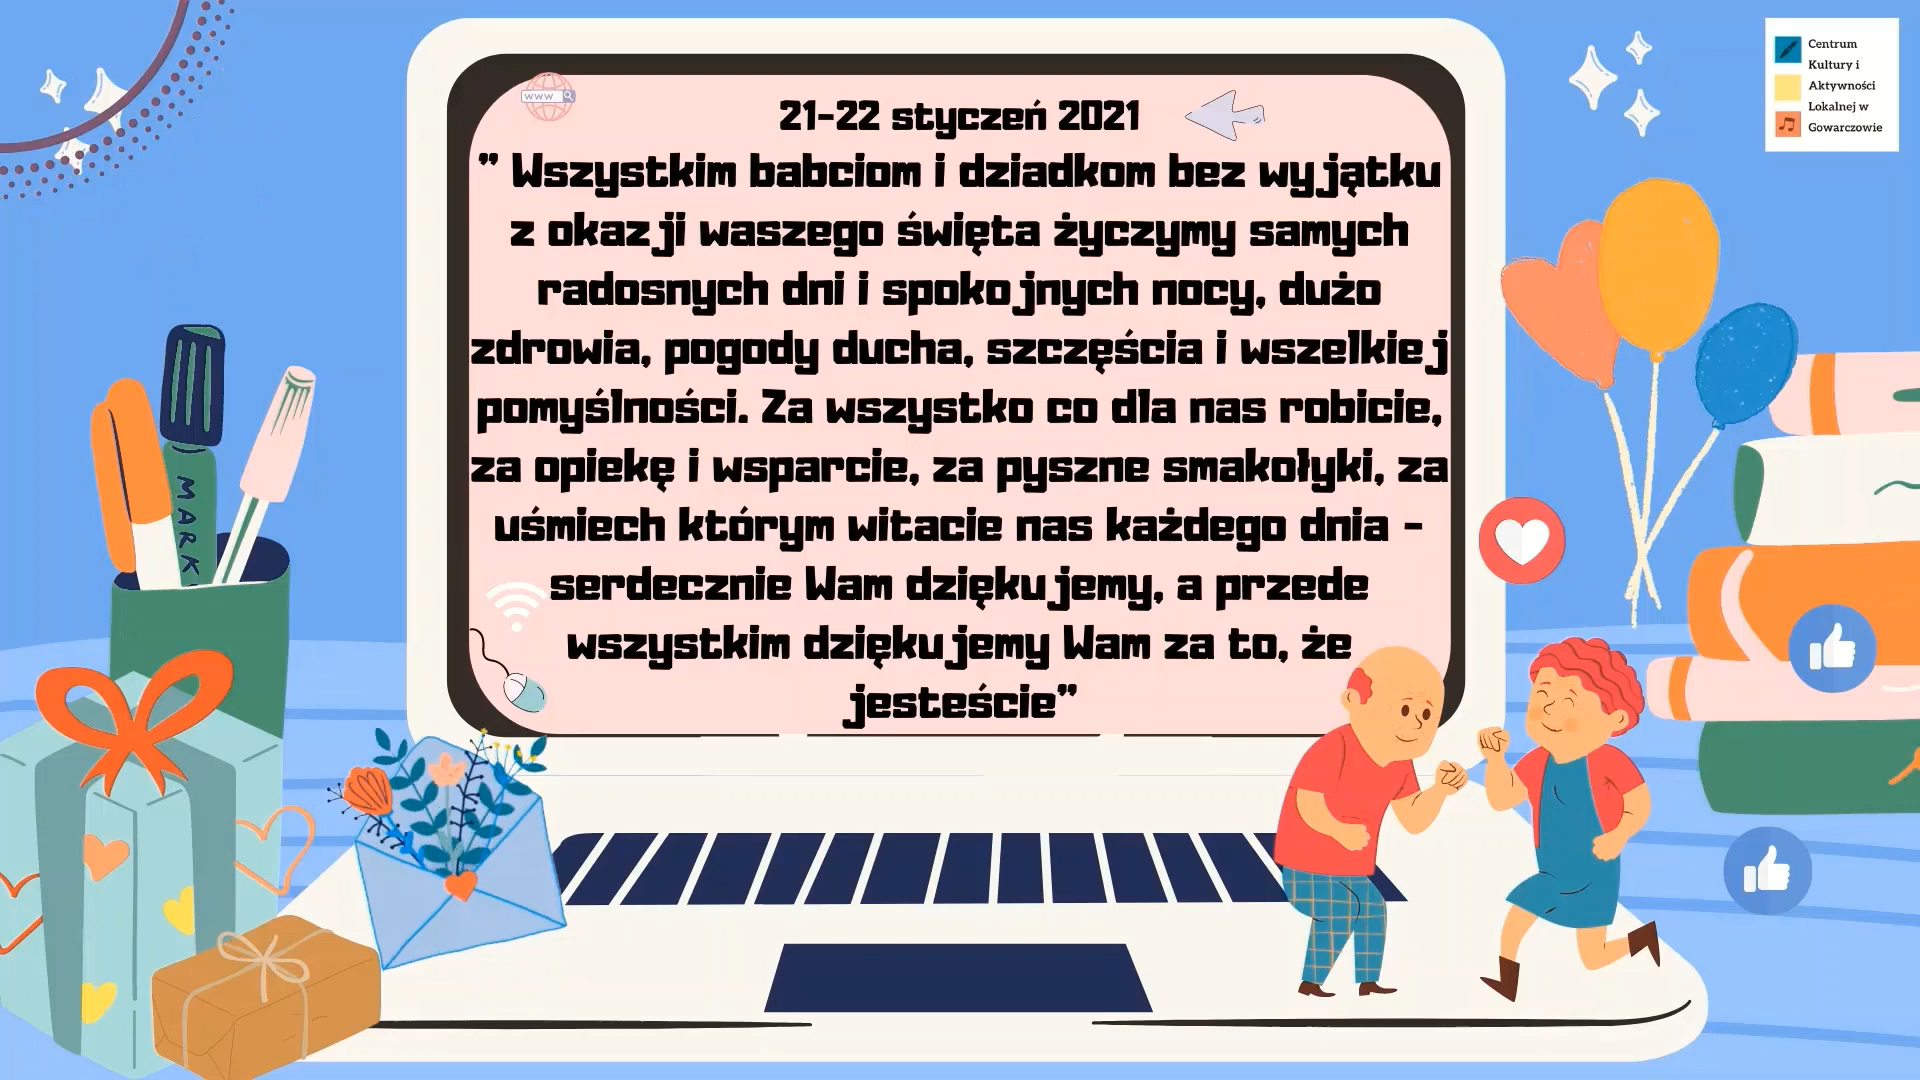 21-22 styczeń 2021
” Wszystkim babciom i dziadkom bez wyjątku
z okazji waszego święta życzymy samych
radosnych dni i spokojnych nocy, dużo
zdrowia, pogody ducha, szczęścia i wszelkiej
pomyślności. Za wszystko co dla nas robicie,
za opiekę i wsparcie, za pyszne smakołyki, za
uśmiech którym witacie nas każdego dnia -
serdecznie Wam dziękujemy, a przede
wszystkim dziękujemy Wam za to, że
jesteście”
www
Centrum
Kultury i
Aktywności
Lokalnej w
Gowarczowie
MARK